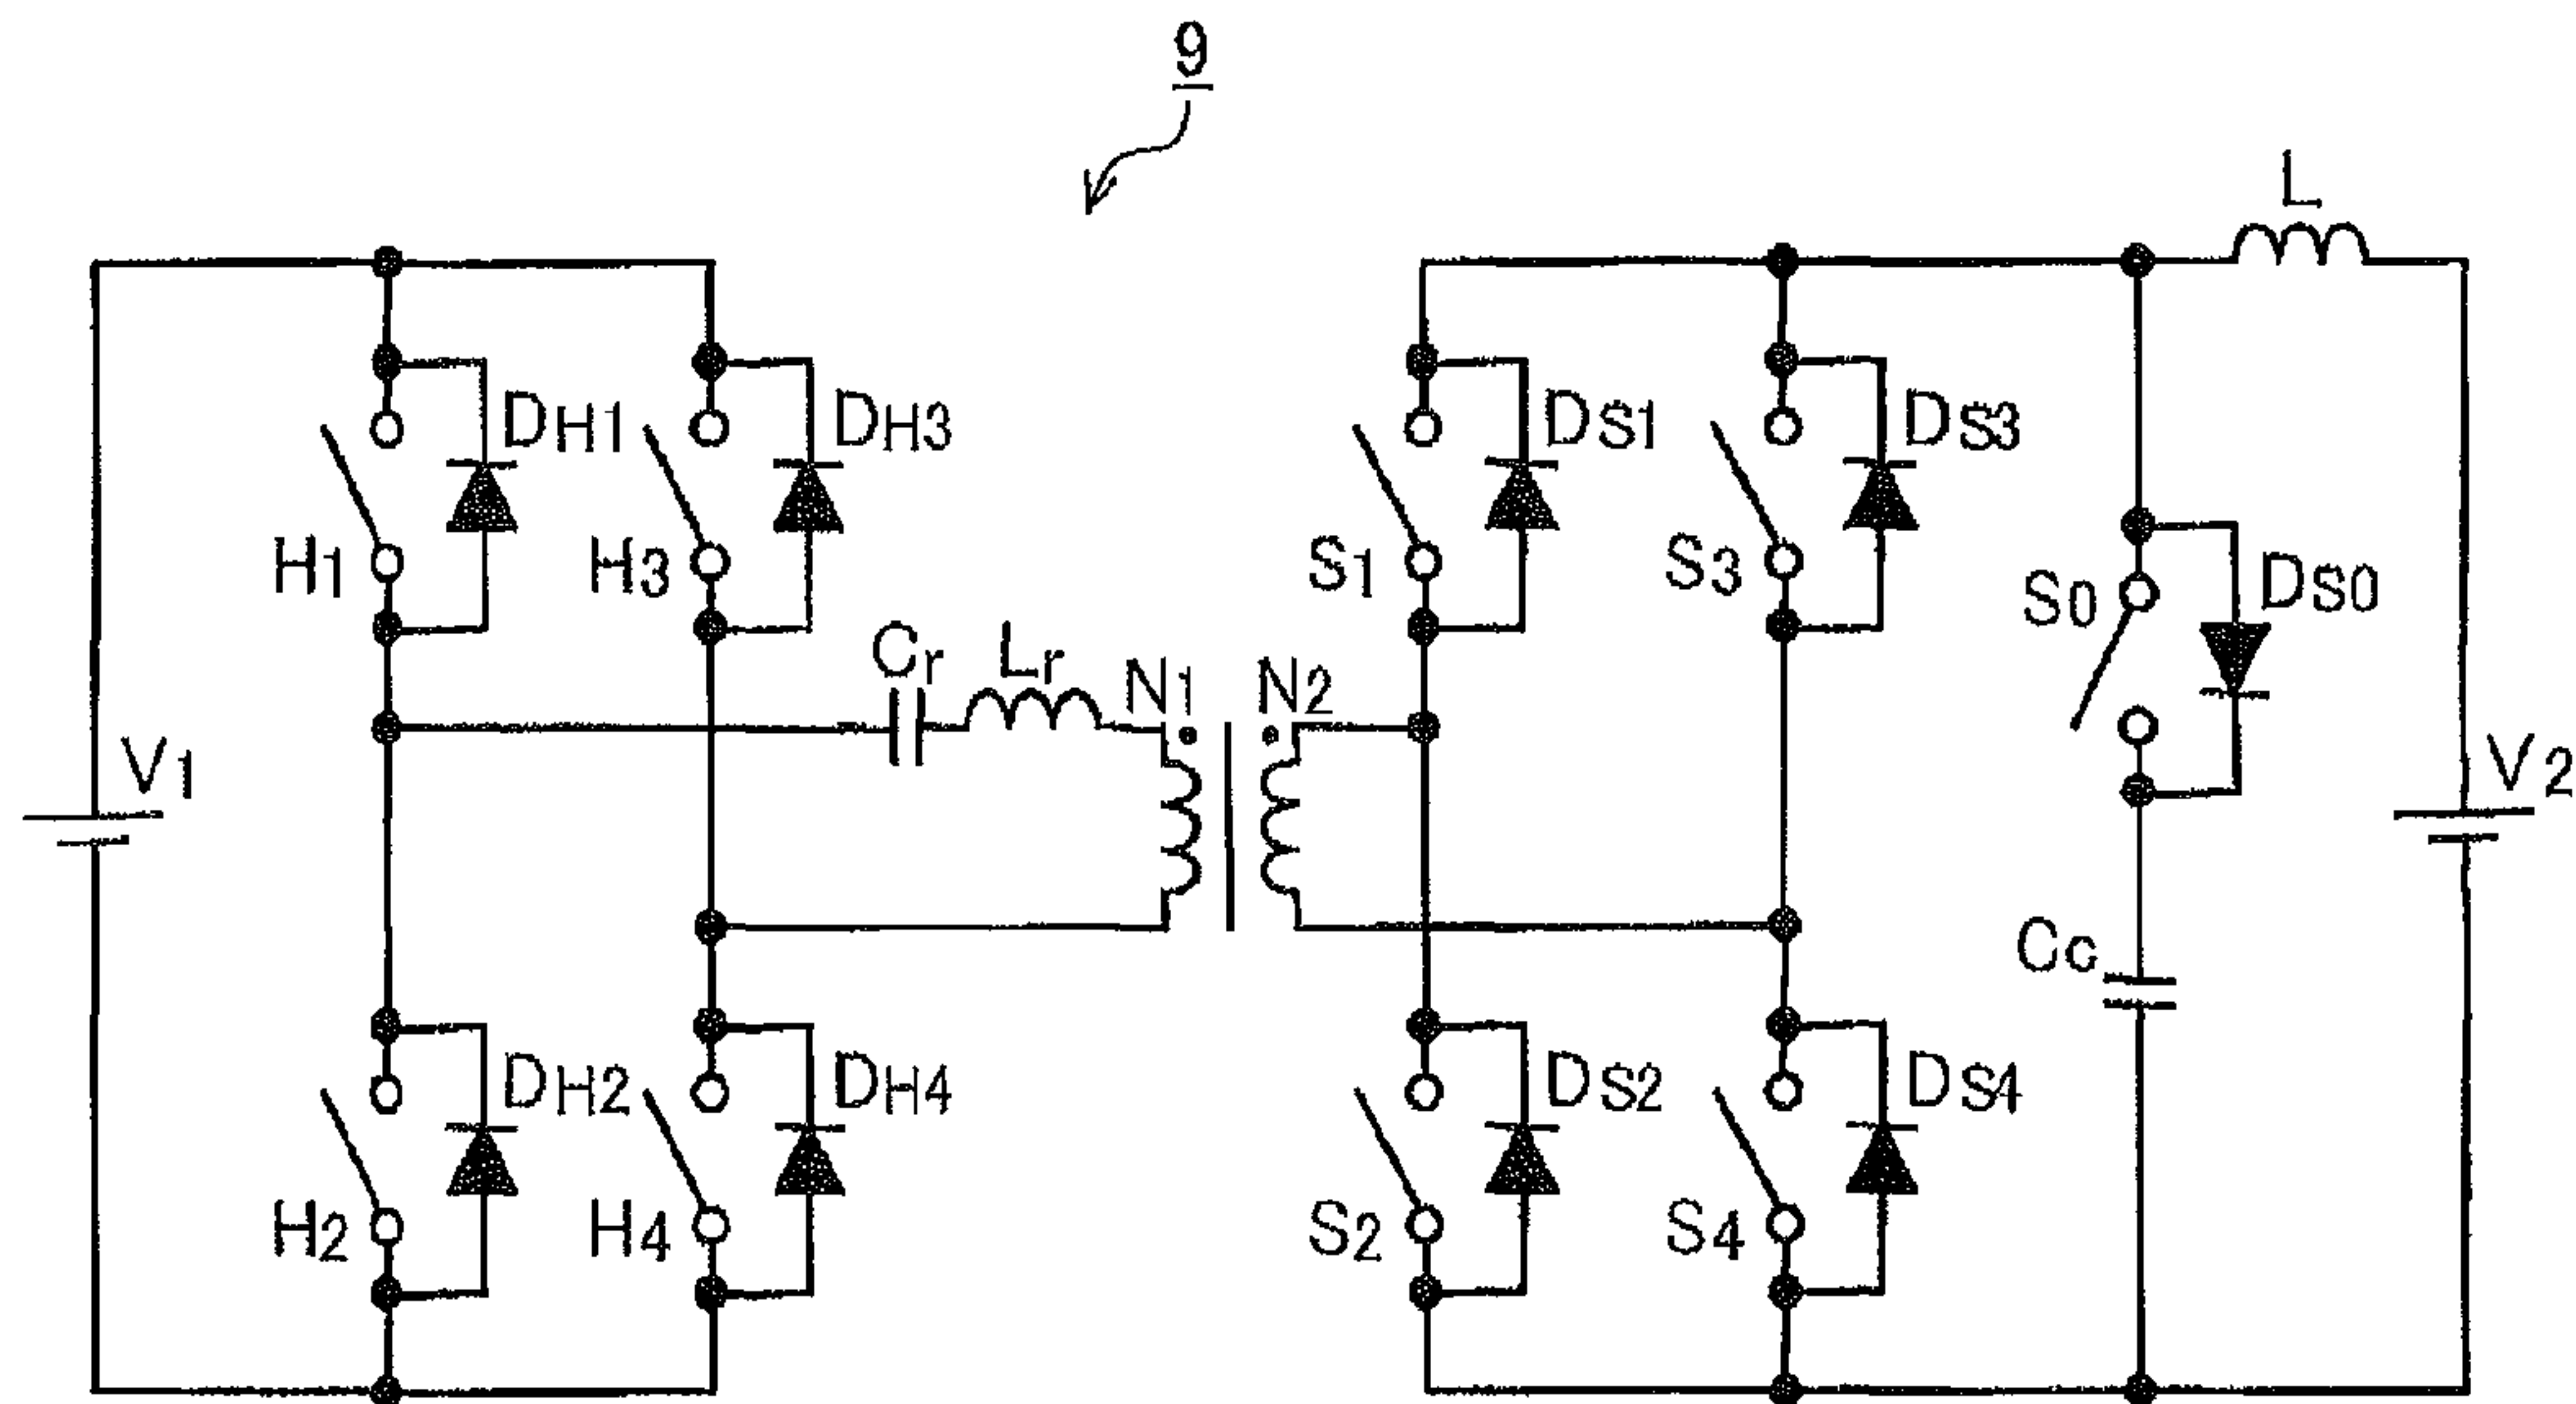 9
L
DH1
DH3
DS1
DS3
H1
H3
S1
S3
S0
DS0
Cr
Lr
N1
N2
V1
V2
Cc
DH2
DH4
DS2
DS4
H2
H4
S2
S4